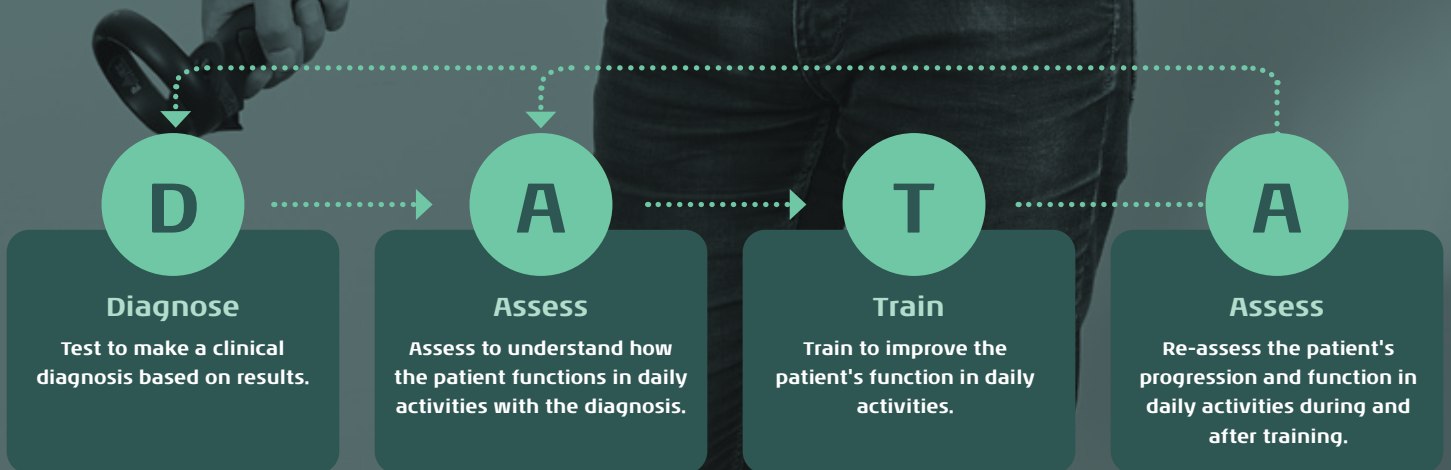 D
A
T
A
Diagnose
Test to make a clinical
diagnosis based on results.
Assess
Assess to understand how
the patient functions in daily
activities with the diagnosis.
Train
Train to improve the
patient's function in daily
activities.
Assess
Re-assess the patient's
progression and function in
daily activities during and
after training.